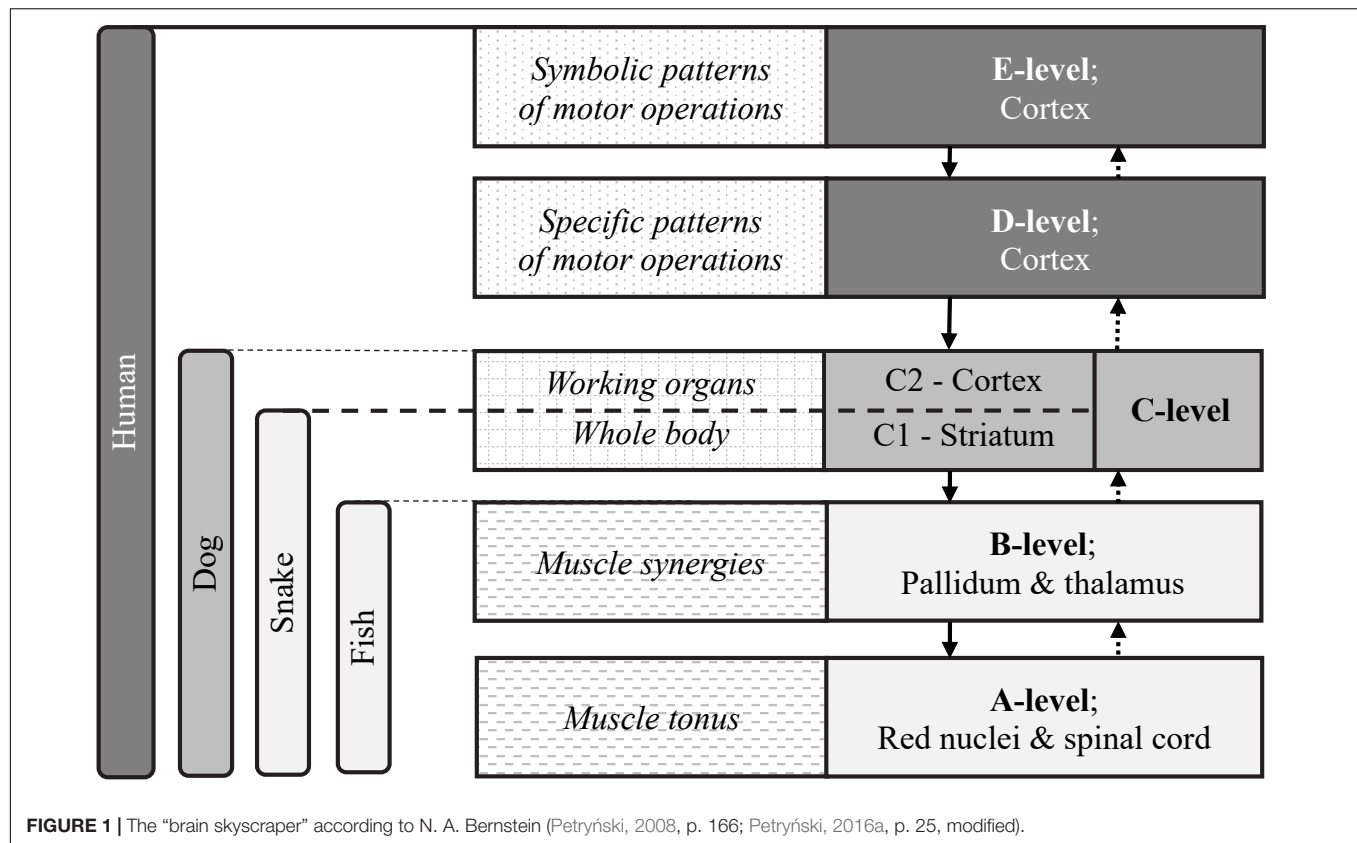 Human
Dog
Snake
Fish
Symbolic patterns
of motor operations
E-level;
Cortex
Specific patterns
of motor operations
D-level;
Cortex
Working organs
Whole body
C2 - Cortex
C1 - Striatum
C-level
Muscle synergies
B-level;
Pallidum & thalamus
Muscle tonus
A-level;
Red nuclei & spinal cord
FIGURE 1 | The “brain skyscraper” according to N. A. Bernstein (Petryński, 2008, p. 166; Petryński, 2016a, p. 25, modified).